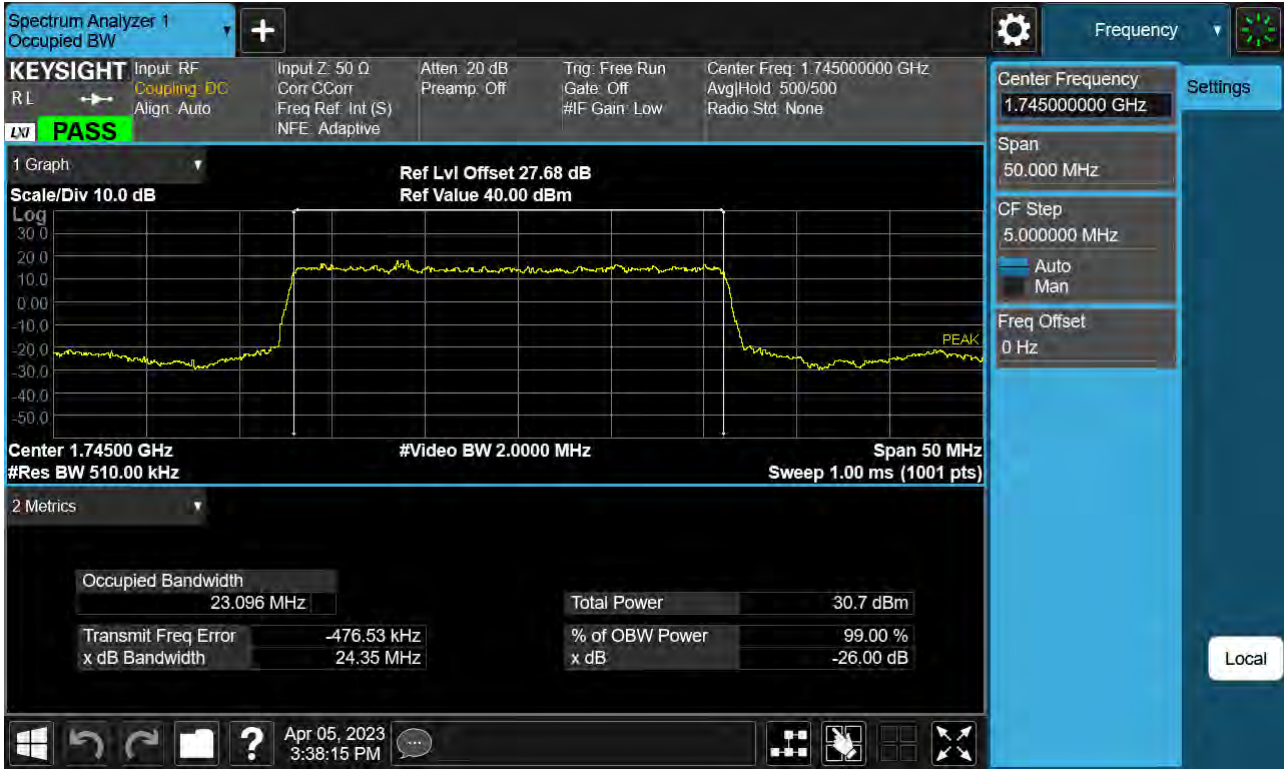 Spectrum Analyzer 1
Occupied BW
+
Frequency
KEYSIGHT
RL
LXI PASS
Input: RF
Coupling: DC
Align: Auto
Input Z: 50 Ω
Corr CCorr
Freq Ref: Int (S)
NFE: Adaptive
Atten: 20 dB
Preamp: Off
Trig: Free Run
Gate: Off
#IF Gain: Low
Center Freq: 1.745000000 GHz
Avg|Hold: 500/500
Radio Std: None
1 Graph
Scale/Div 10.0 dB
Ref Lvl Offset 27.68 dB
Ref Value 40.00 dBm
Log
30.0
20.0
10.0
0.00
-10.0
-20.0
-30.0
-40.0
-50.0
PEAK
Center 1.74500 GHz
#Video BW 2.0000 MHz
Span 50 MHz
#Res BW 510.00 kHz
Sweep 1.00 ms (1001 pts)
2 Metrics
Occupied Bandwidth
23.096 MHz
Total Power 30.7 dBm
Transmit Freq Error -476.53 kHz
% of OBW Power 99.00 %
x dB Bandwidth 24.35 MHz
x dB -26.00 dB
Center Frequency
1.745000000 GHz
Span
50.000 MHz
CF Step
5.000000 MHz
Auto
Man
Freq Offset
0 Hz
Settings
Local
?
Apr 05, 2023
3:38:15 PM